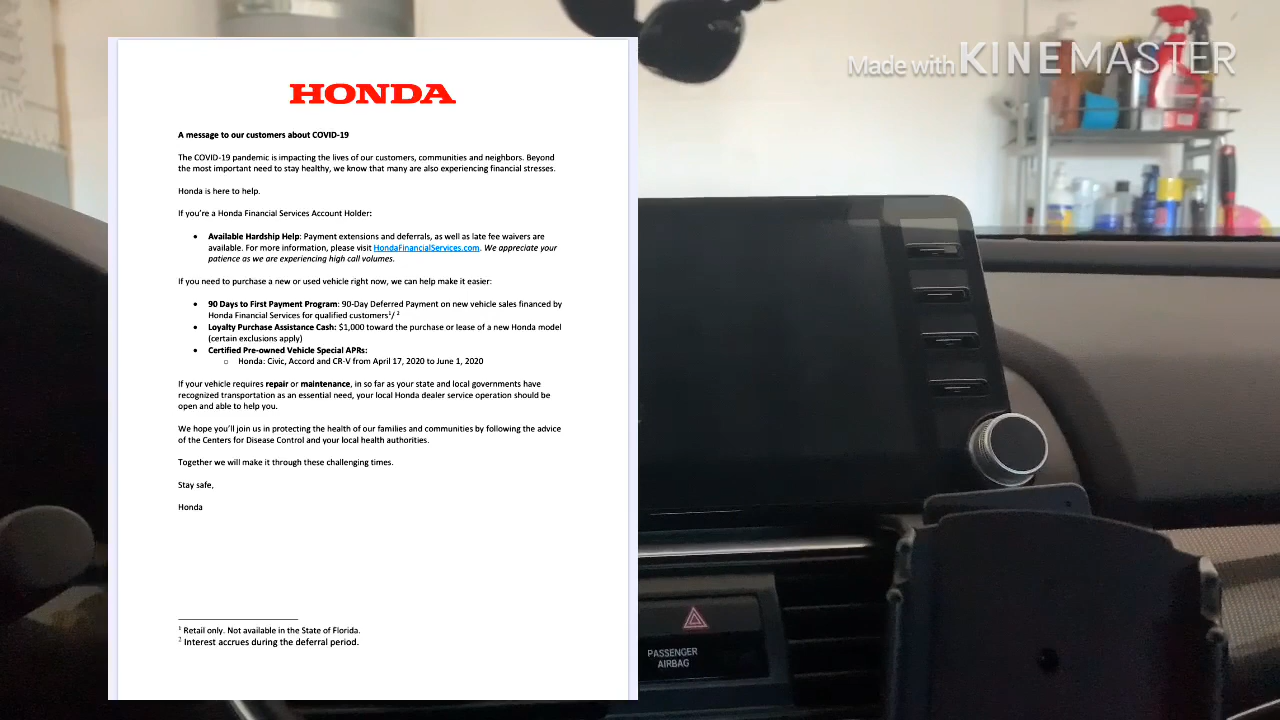 Made with KINEMASTER
HONDA
A message to our customers about COVID-19
The COVID-19 pandemic is impacting the lives of our customers, communities and neighbors. Beyond
the most important need to stay healthy, we know that many are also experiencing financial stresses.
Honda is here to help.
If you're a Honda Financial Services Account Holder:
• Available Hardship Help: Payment extensions and deferrals, as well as late fee waivers are
available. For more information, please visit HondaFinancialServices.com. We appreciate your
patience as we are experiencing high call volumes.
If you need to purchase a new or used vehicle right now, we can help make it easier:
• 90 Days to First Payment Program: 90-Day Deferred Payment on new vehicle sales financed by
Honda Financial Services for qualified customers¹/ ²
• Loyalty Purchase Assistance Cash: $1,000 toward the purchase or lease of a new Honda model
(certain exclusions apply)
• Certified Pre-owned Vehicle Special APRs:
○ Honda: Civic, Accord and CR-V from April 17, 2020 to June 1, 2020
If your vehicle requires repair or maintenance, in so far as your state and local governments have
recognized transportation as an essential need, your local Honda dealer service operation should be
open and able to help you.
We hope you'll join us in protecting the health of our families and communities by following the advice
of the Centers for Disease Control and your local health authorities.
Together we will make it through these challenging times.
Stay safe,
Honda
¹ Retail only. Not available in the State of Florida.
² Interest accrues during the deferral period.
PASSENGER
AIRBAG